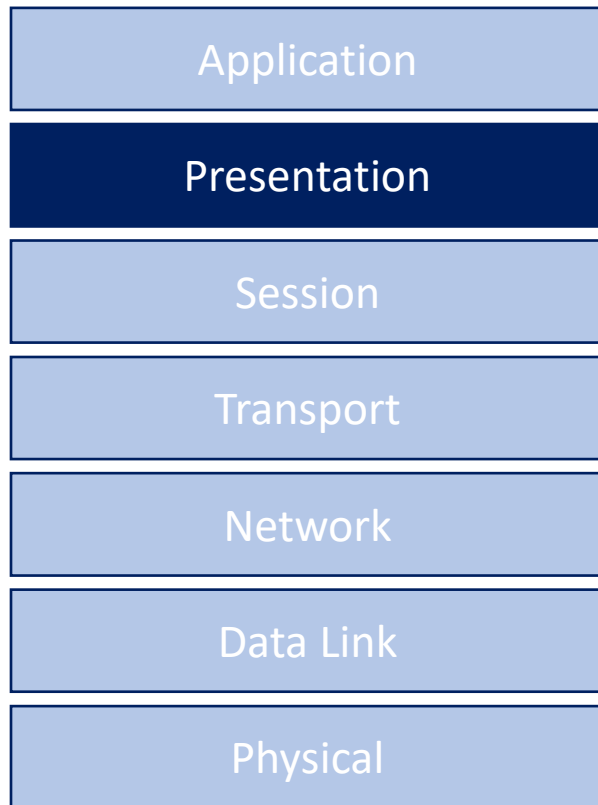 Application
Presentation
Session
Transport
Network
Data Link
Physical